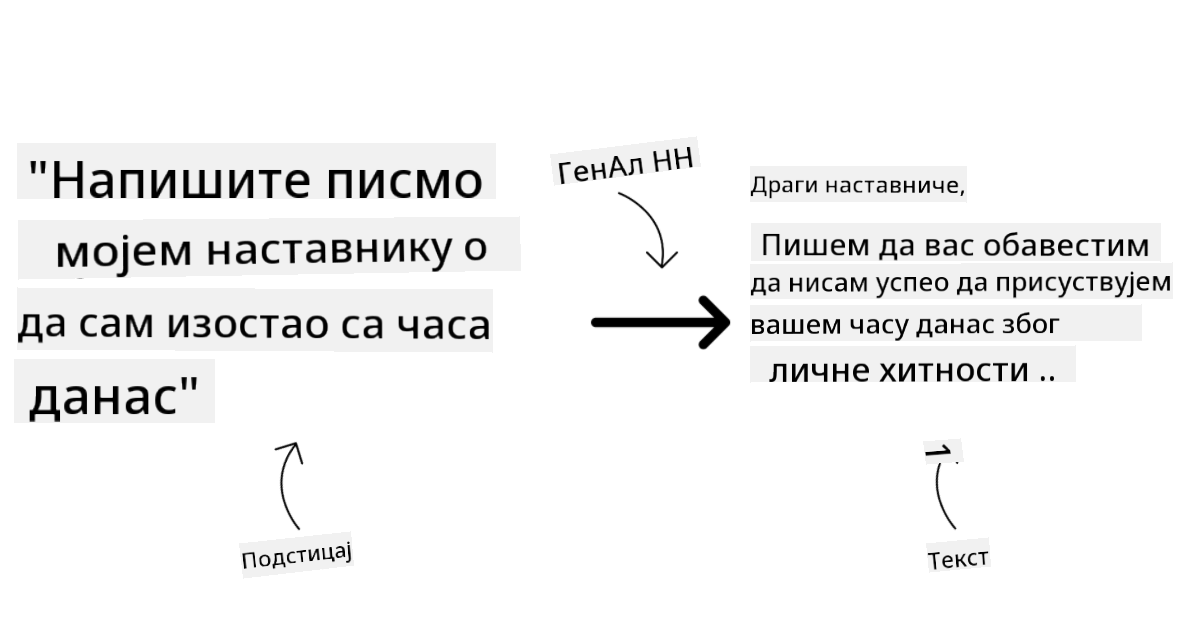 "Напишите писмо
мојем наставнику о
да сам изостао са часа
данас"
Подстицај
ГенАл НН
Драги наставниче,
Пишем да вас обавестим
да нисам успео да присуствујем
вашем часу данас због
личне хитности ..
Текст